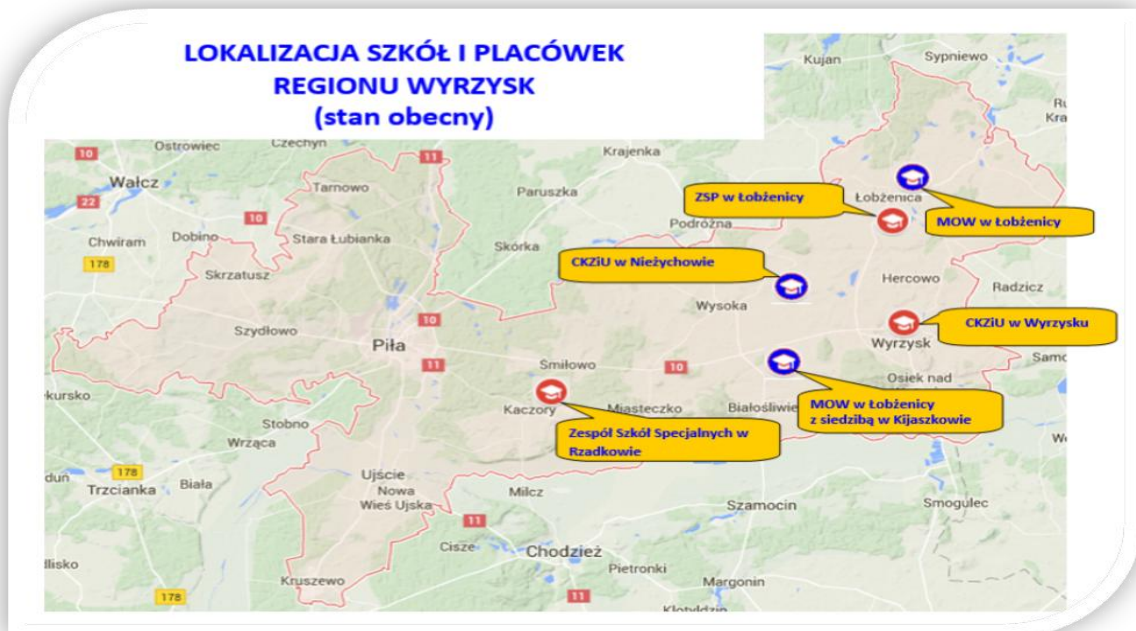 LOKALIZACJA SZKÓŁ I PLACÓWEK
REGIONU WYRZYSK
(stan obecny)
Kujan
Sypniewo
Czechyn
Ostrowiec
10
11
Krajenka
Wałcz
Tarnowo
Paruszka
ZSP w Łobżenicy
Łobżenica
22
10
MOW w Łobżenicy
Podróżna
Chwiram
Dobino
Stara Łubianka
Skórka
178
Skrzatusz
CKZiU w Nieżychowie
Hercowo
Radzicz
Wysoka
Szydłowo
10
CKZiU w Wyrzysku
Piła
Wyrzysk
11
Śmiłowo
10
Osiek nad
Kaczory
Miasteczko
Białośliwie
MOW w Łobżenicy
z siedzibą w Kijaszkowie
Stobno
Zespół Szkół Specjalnych w
Rzadkowie
Wrząca
178
Trzcianka
Biała
Ujście
Nowa
Wieś Ujska
Milcz
Szamocin
Smogulec
11
Cisze
Chodzież
Pietronki
Kruszewo
Margonin
178
11